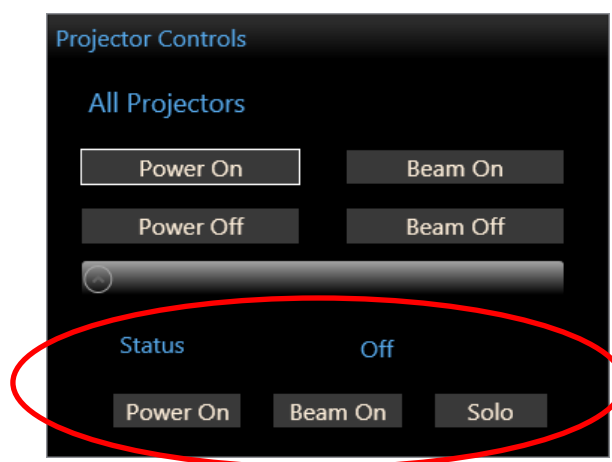 Projector Controls
All Projectors
Power On Beam On
Power Off Beam Off
Status Off
Power On Beam On Solo